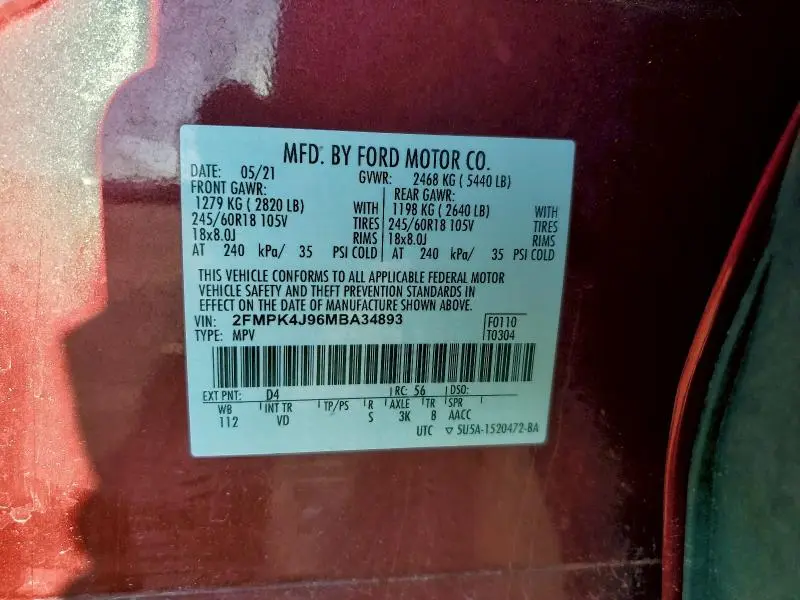 MFD. BY FORD MOTOR CO.
DATE: 05/21 GVWR: 2468 KG ( 5440 LB)
FRONT GAWR: REAR GAWR:
1279 KG ( 2820 LB) WITH 1198 KG ( 2640 LB) WITH
245/60R18 105V TIRES 245/60R18 105V TIRES
18x8.0J RIMS 18x8.0J RIMS
AT 240 kPa/ 35 PSI COLD AT 240 kPa/ 35 PSI COLD
THIS VEHICLE CONFORMS TO ALL APPLICABLE FEDERAL MOTOR
VEHICLE SAFETY AND THEFT PREVENTION STANDARDS IN
EFFECT ON THE DATE OF MANUFACTURE SHOWN ABOVE.
VIN: 2FMPK4J96MBA34893 F0110
TYPE: MPV T0304
EXT PNT: D4 RC: 56 DSO:
WB INT TR TP/PS R AXLE TR SPR
112 VD S 3K 8 AACC
UTC ▽ 5U5A-1520472-BA